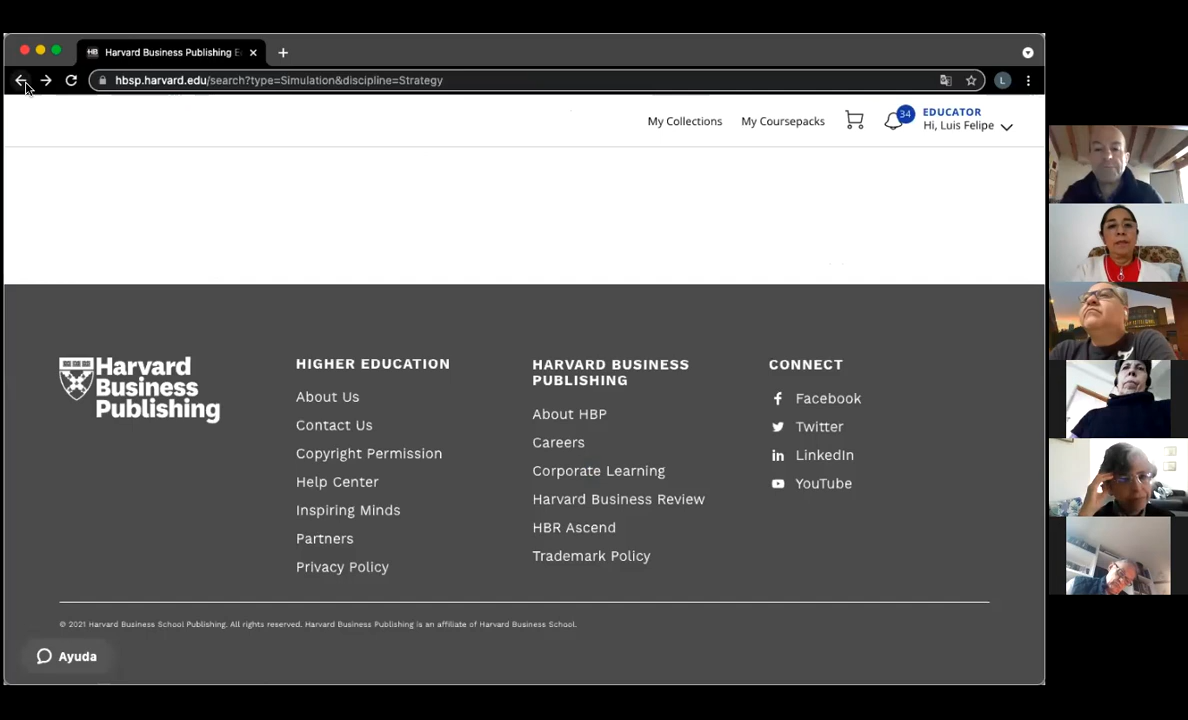 Harvard Business Publishing E
hbsp.harvard.edu/search?type=Simulation&discipline=Strategy
L
My Collections
My Coursepacks
34
EDUCATOR
Hi, Luis Felipe
Harvard
Business
Publishing
HIGHER EDUCATION
About Us
Contact Us
Copyright Permission
Help Center
Inspiring Minds
Partners
Privacy Policy
HARVARD BUSINESS
PUBLISHING
About HBP
Careers
Corporate Learning
Harvard Business Review
HBR Ascend
Trademark Policy
CONNECT
Facebook
Twitter
LinkedIn
YouTube
© 2021 Harvard Business School Publishing. All rights reserved. Harvard Business Publishing is an affiliate of Harvard Business School.
Ayuda